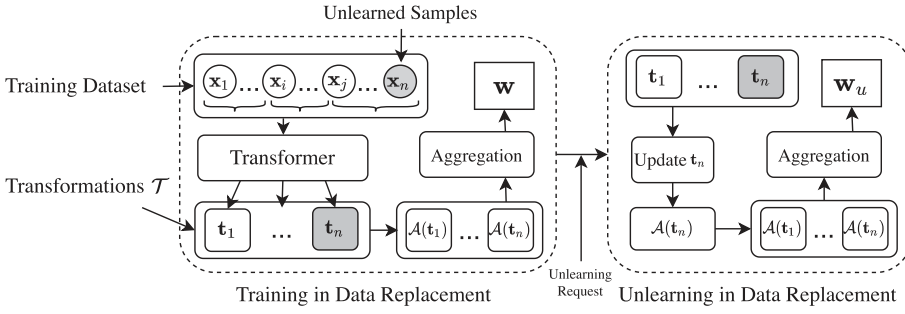 Unlearned Samples
Training Dataset
x₁ ... xᵢ ... xⱼ ... xₙ
w
Transformer
Aggregation
Transformations 𝒯
t₁ ... tₙ
𝒜(t₁) ... 𝒜(tₙ)
Training in Data Replacement
Unlearning
Request
t₁ ... tₙ
w𝑢
Update tₙ
Aggregation
𝒜(tₙ)
𝒜(t₁) ... 𝒜(tₙ)
Unlearning in Data Replacement